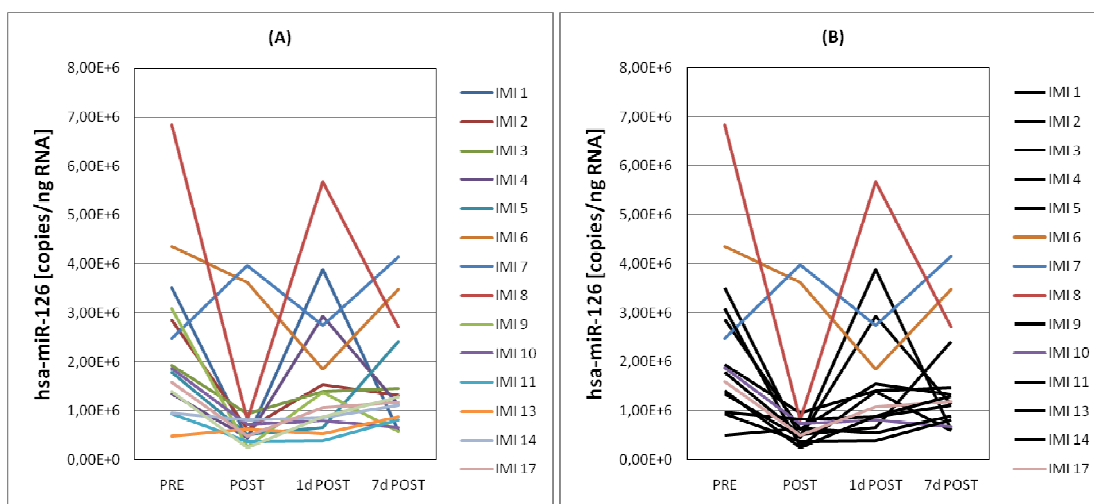 (A)
hsa-miR-126 [copies/ng RNA]
8,00E+6
7,00E+6
6,00E+6
5,00E+6
4,00E+6
3,00E+6
2,00E+6
1,00E+6
0,00E+0
PRE POST 1d POST 7d POST
IMI 1
IMI 2
IMI 3
IMI 4
IMI 5
IMI 6
IMI 7
IMI 8
IMI 9
IMI 10
IMI 11
IMI 13
IMI 14
IMI 17
(B)
hsa-miR-126 [copies/ng RNA]
8,00E+6
7,00E+6
6,00E+6
5,00E+6
4,00E+6
3,00E+6
2,00E+6
1,00E+6
0,00E+0
PRE POST 1d POST 7d POST
IMI 1
IMI 2
IMI 3
IMI 4
IMI 5
IMI 6
IMI 7
IMI 8
IMI 9
IMI 10
IMI 11
IMI 13
IMI 14
IMI 17